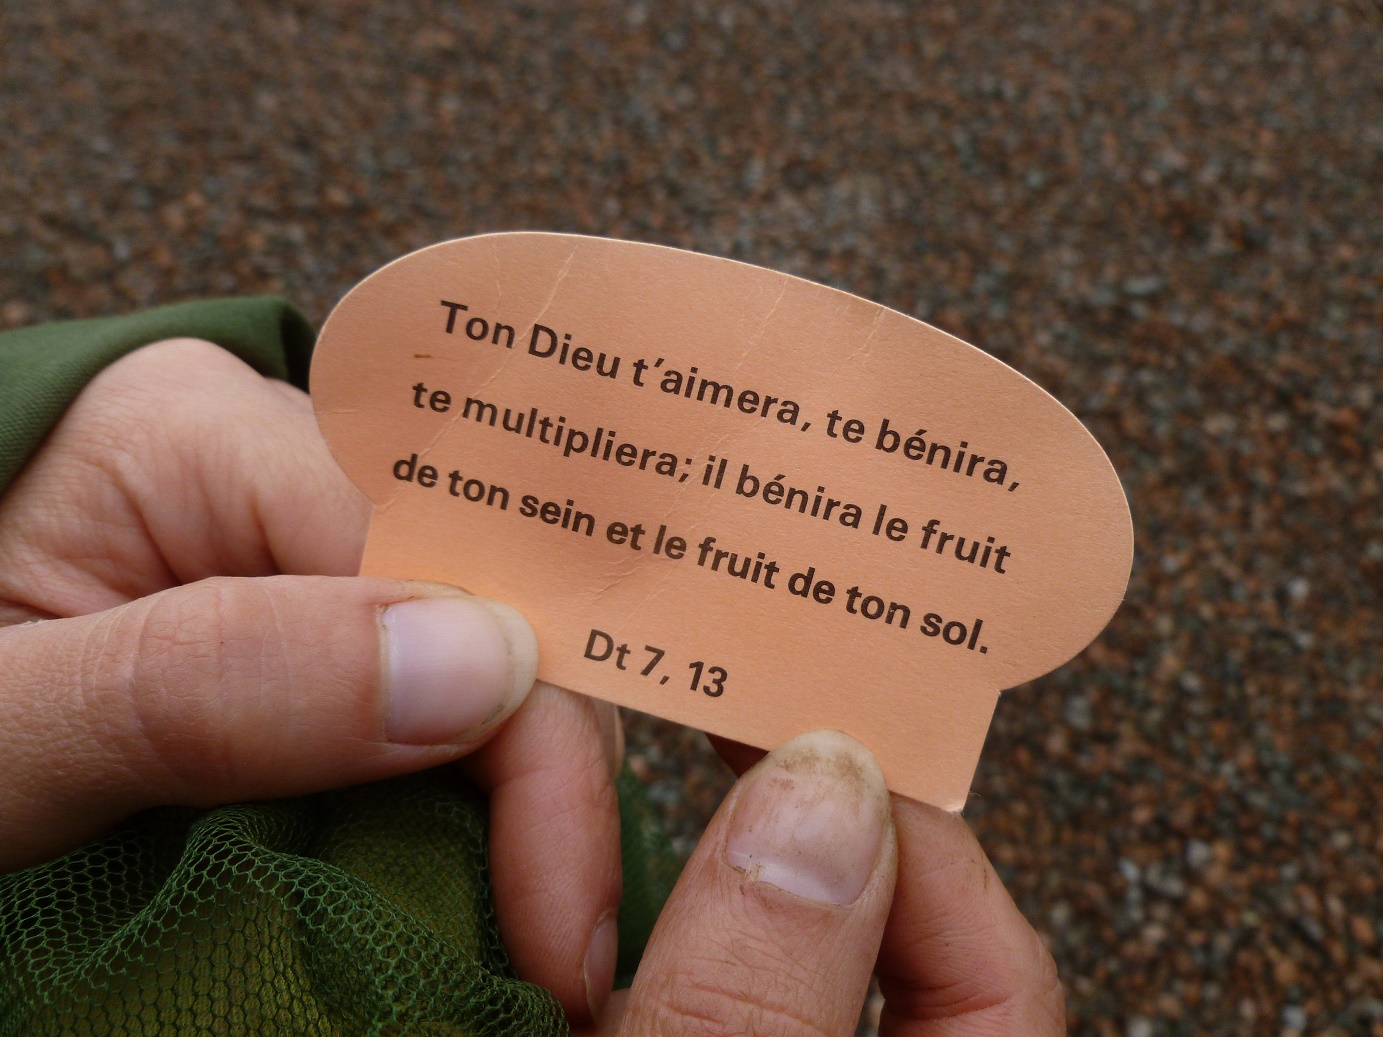 Ton Dieu t'aimera, te bénira,
te multipliera; il bénira le fruit
de ton sein et le fruit de ton sol.
Dt 7, 13